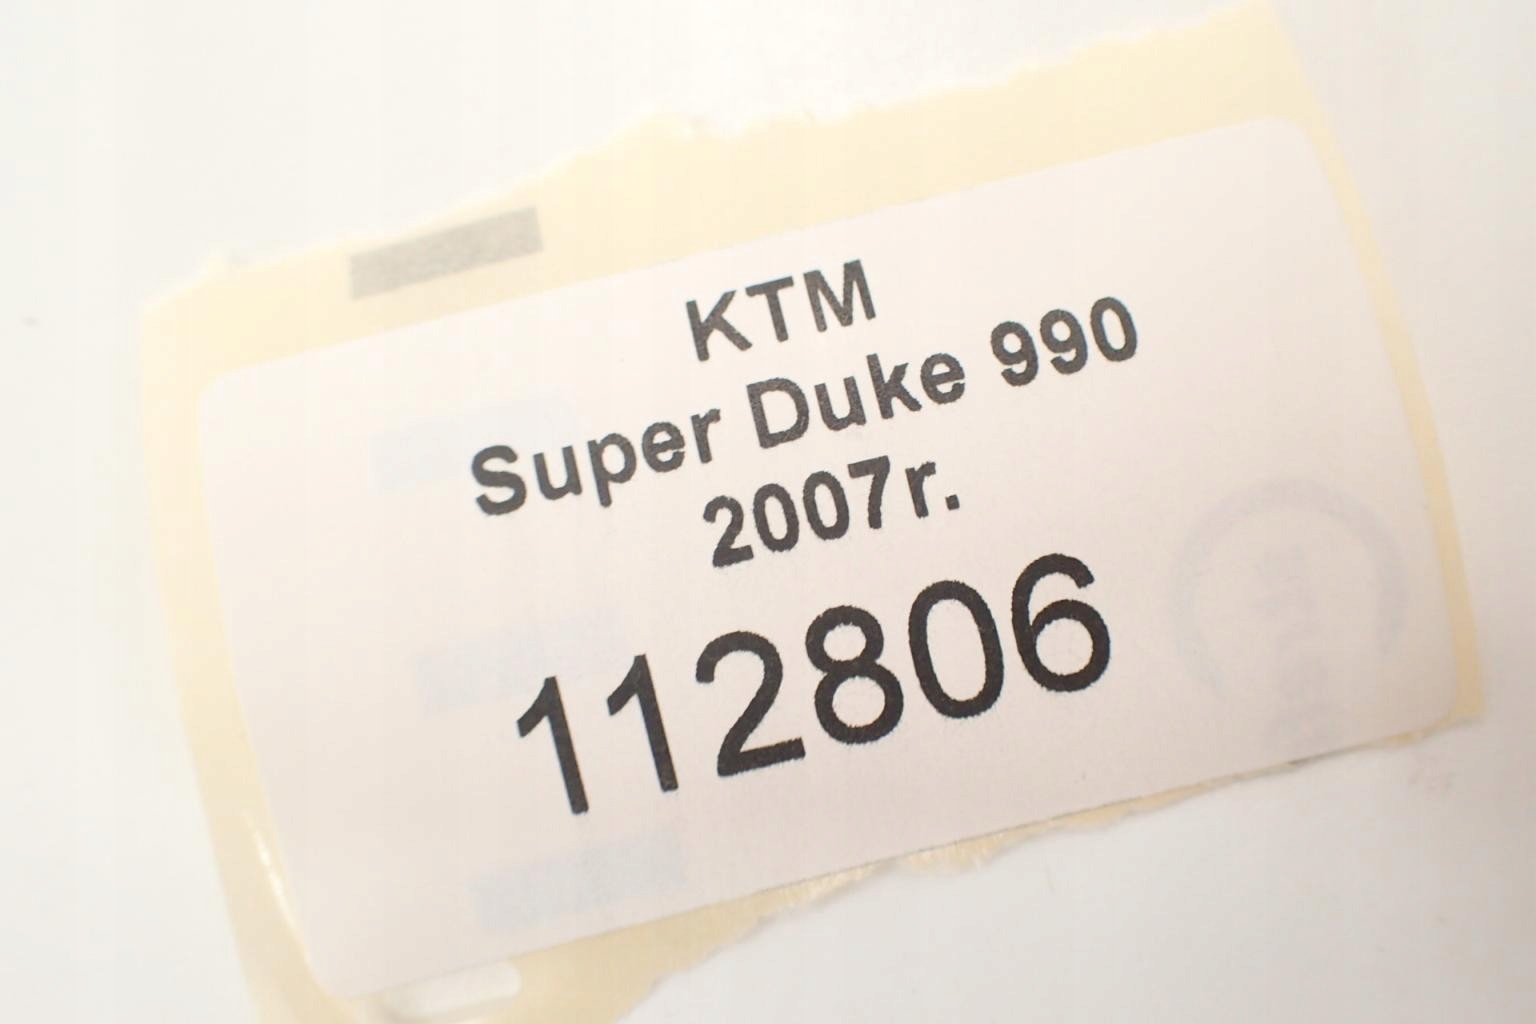 KTM
Super Duke 990
2007r.
112806